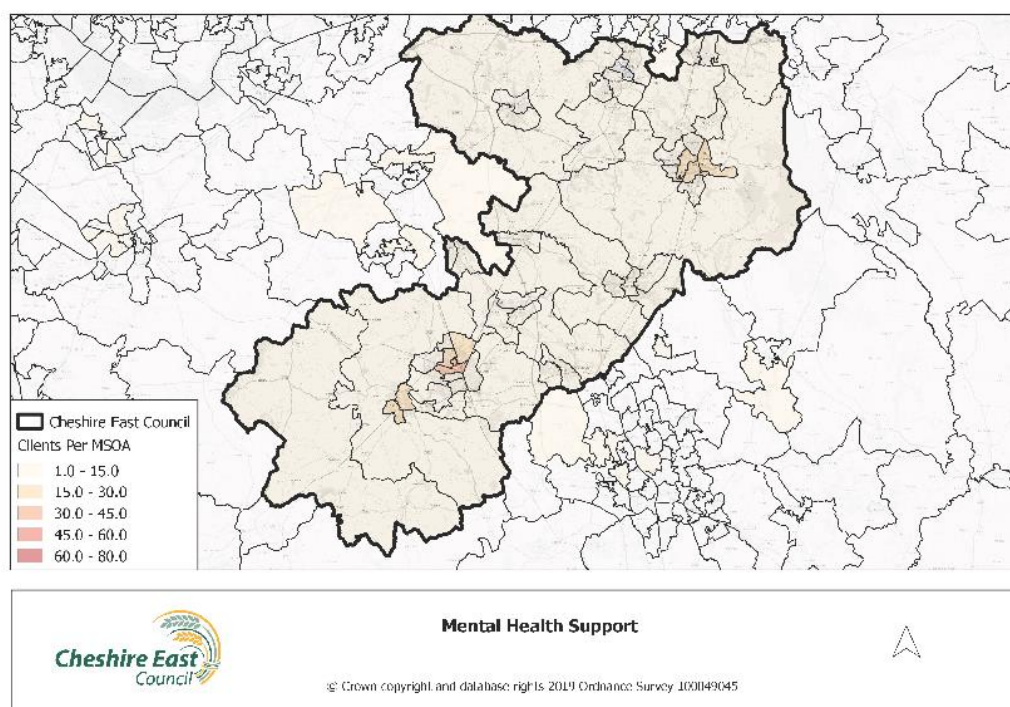 Cheshire East Council
Clients Per MSOA
1.0 - 15.0
15.0 - 30.0
30.0 - 45.0
45.0 - 60.0
60.0 - 80.0
Cheshire East
Council
Mental Health Support
© Crown copyright and database rights 2019 Ordnance Survey 100049045